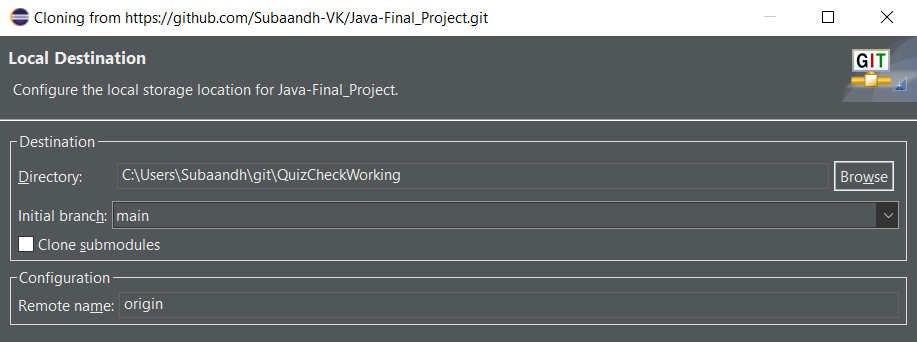 Cloning from https://github.com/Subaandh-VK/Java-Final_Project.git
Local Destination
Configure the local storage location for Java-Final_Project.
GIT
Destination
Directory: C:\Users\Subaandh\git\QuizCheckWorking Browse
Initial branch: main
Clone submodules
Configuration
Remote name: origin